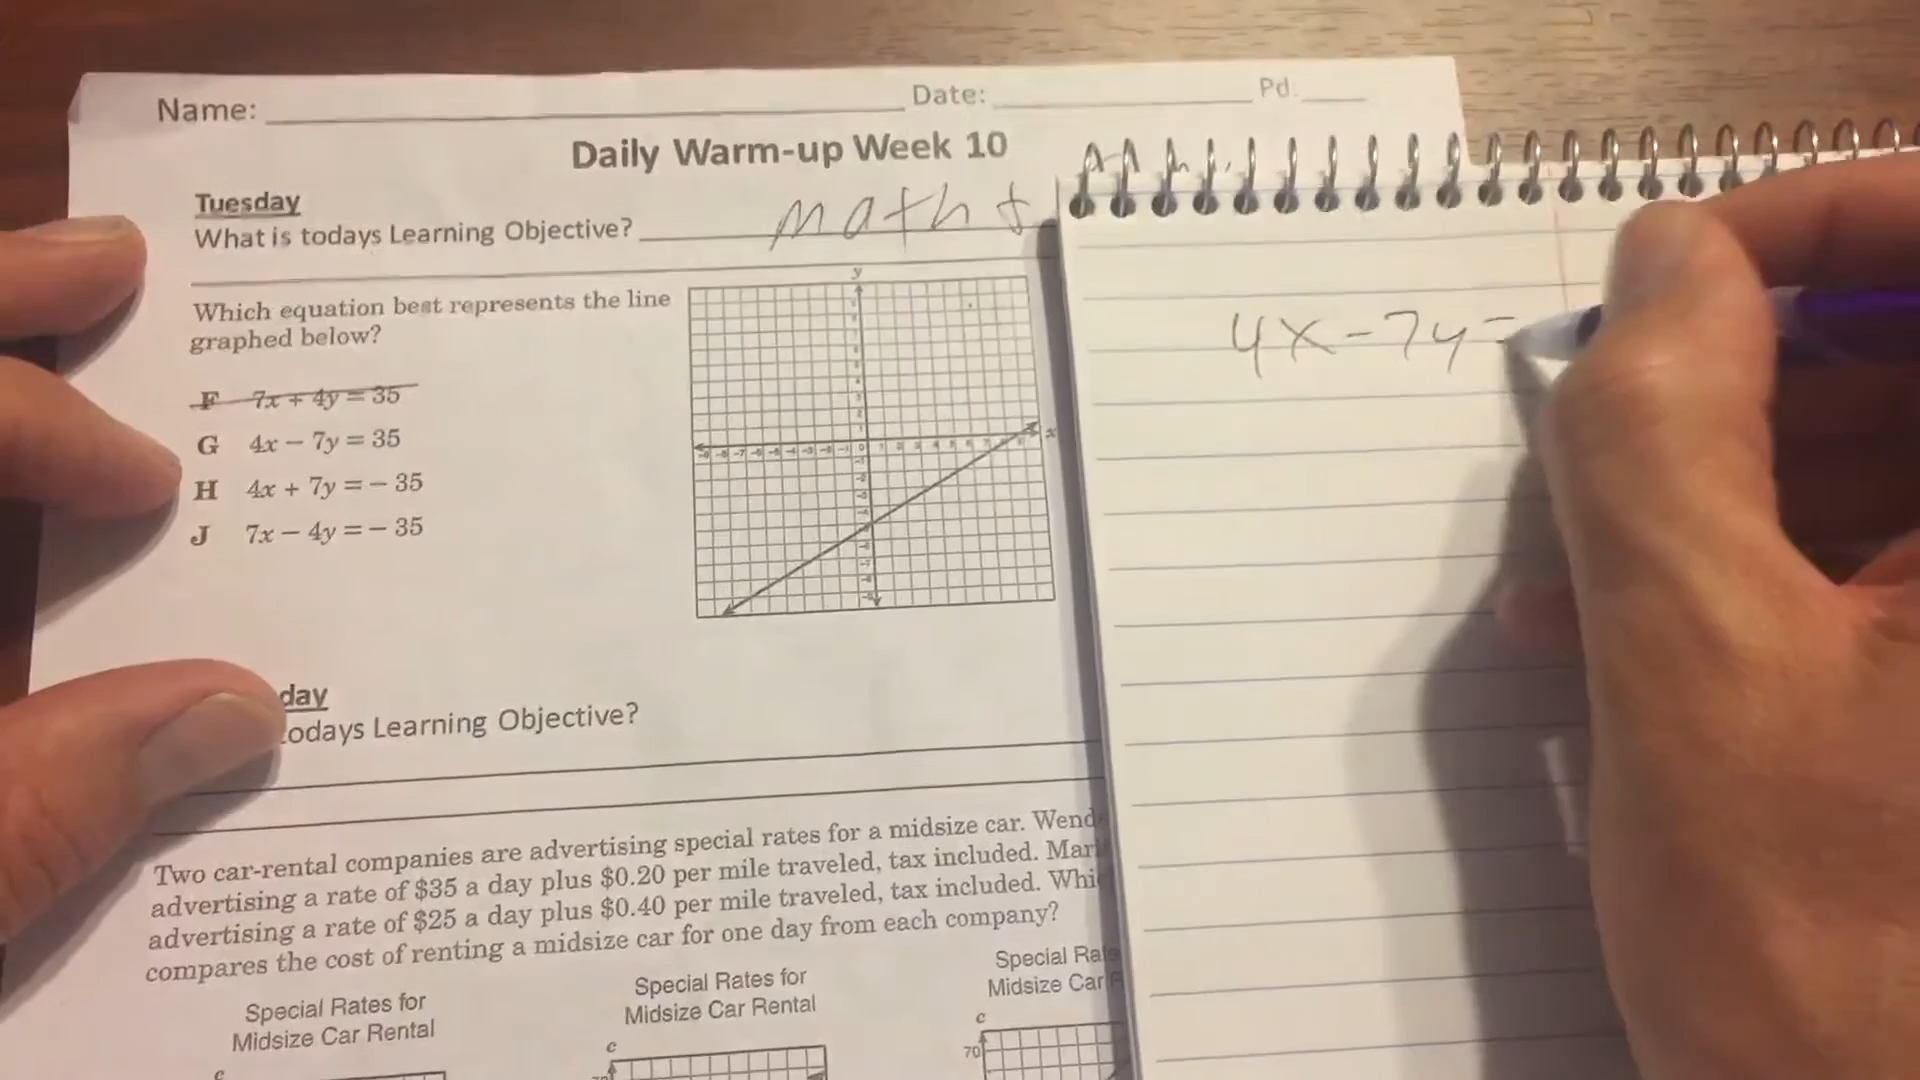 Name: Date: Pd:
Daily Warm-up Week 10
Tuesday
What is todays Learning Objective? math
Which equation best represents the line
graphed below?
F 7x + 4y = 35
G 4x − 7y = 35
H 4x + 7y = − 35
J 7x − 4y = − 35
y
x
4x-7y=
day
todays Learning Objective?
Two car-rental companies are advertising special rates for a midsize car.
advertising a rate of $35 a day plus $0.20 per mile traveled, tax included.
advertising a rate of $25 a day plus $0.40 per mile traveled, tax included.
compares the cost of renting a midsize car for one day from each company?
Special Rates for
Midsize Car Rental
c
Special Rates for
Midsize Car Rental
c
Special
Midsize Car
c
70